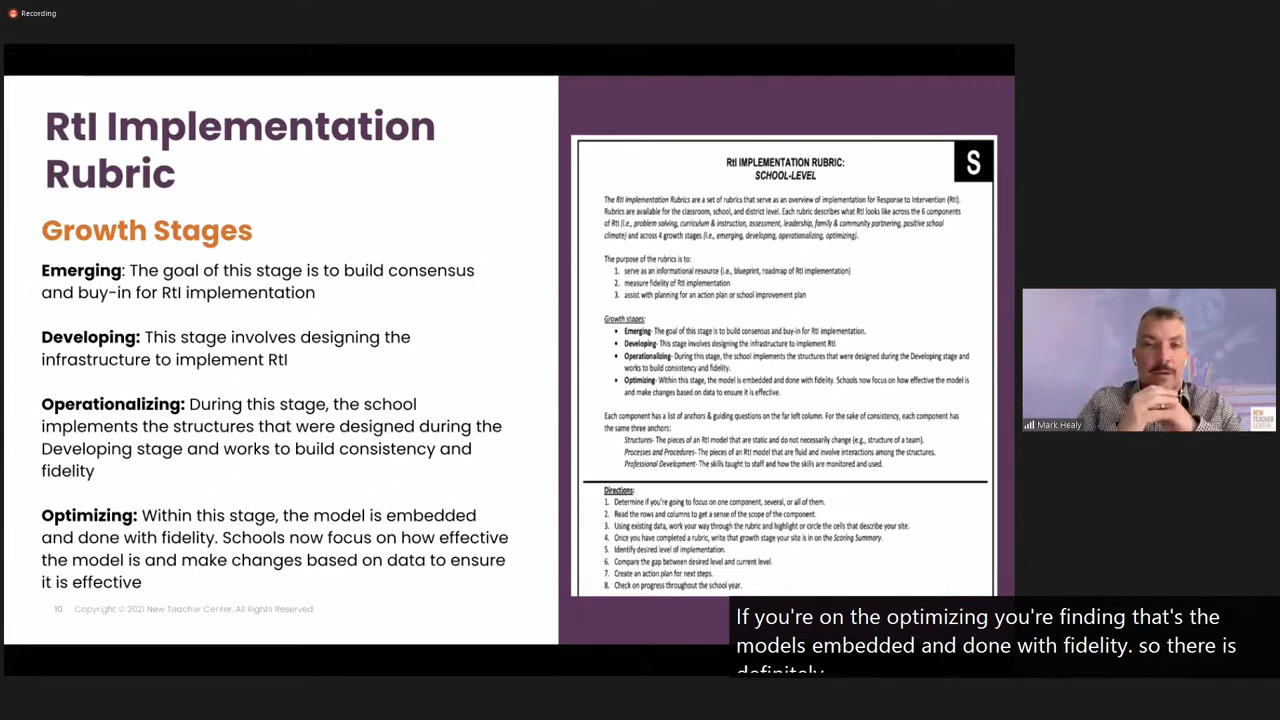 Recording
RtI Implementation
Rubric
Growth Stages
Emerging: The goal of this stage is to build consensus
and buy-in for RtI implementation
Developing: This stage involves designing the
infrastructure to implement RtI
Operationalizing: During this stage, the school
implements the structures that were designed during the
Developing stage and works to build consistency and
fidelity
Optimizing: Within this stage, the model is embedded
and done with fidelity. Schools now focus on how effective
the model is and make changes based on data to ensure
it is effective
10 Copyright © 2021 New Teacher Center. All Rights Reserved.
S
RtI IMPLEMENTATION RUBRIC:
SCHOOL-LEVEL
The RtI Implementation Rubrics are a set of rubrics that serve as an overview of implementation for Response to Intervention (RtI).
Rubrics are available for the classroom, school, and district level. Each rubric describes what RtI looks like across the 6 components
of RtI (i.e., problem solving, curriculum & instruction, assessment, leadership, family & community partnering, positive school
climate) and across 4 growth stages (i.e., emerging, developing, operationalizing, optimizing).
The purpose of the rubrics is to:
1. serve as an informational resource (i.e., blueprint, roadmap of RtI implementation)
2. measure fidelity of RtI implementation
3. assist with planning for an action plan or school improvement plan
Growth stages:
• Emerging- The goal of this stage is to build consensus and buy-in for RtI implementation.
• Developing- This stage involves designing the infrastructure to implement RtI.
• Operationalizing- During this stage, the school implements the structures that were designed during the Developing stage and
works to build consistency and fidelity.
• Optimizing- Within this stage, the model is embedded and done with fidelity. Schools now focus on how effective the model is
and make changes based on data to ensure it is effective.
Each component has a list of anchors & guiding questions on the far left column. For the sake of consistency, each component has
the same three anchors:
Structures- The pieces of an RtI model that are static and do not necessarily change (e.g., structure of a team).
Processes and Procedures- The pieces of an RtI model that are fluid and involve interactions among the structures.
Professional Development- The skills taught to staff and how the skills are monitored and used.
Directions:
1. Determine if you're going to focus on one component, several, or all of them.
2. Read the rows and columns to get a sense of the scope of the component.
3. Using existing data, work your way through the rubric and highlight or circle the cells that describe your site.
4. Once you have completed a rubric, write that growth stage your site is in on the Scoring Summary.
5. Identify desired level of implementation.
6. Compare the gap between desired level and current level.
7. Create an action plan for next steps.
8. Check on progress throughout the school year.
NEW
TEACHER
CENTER
Mark Healy
If you're on the optimizing you're finding that's the
models embedded and done with fidelity. so there is
definitely